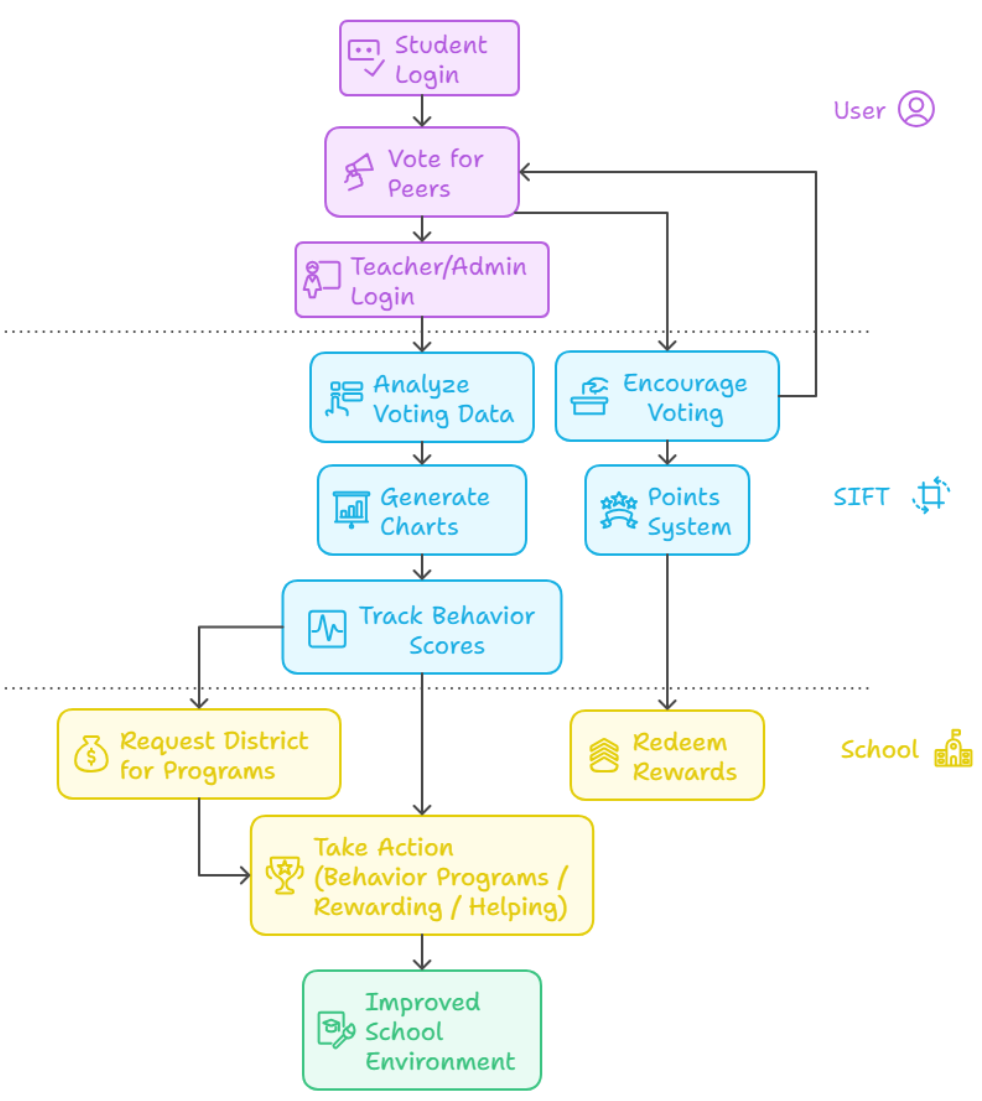 Student
Login
User
Vote for
Peers
Teacher/Admin
Login
Analyze
Voting Data
Encourage
Voting
Generate
Charts
Points
System
SIFT
Track Behavior
Scores
Request District
for Programs
Redeem
Rewards
School
Take Action
(Behavior Programs /
Rewarding / Helping)
Improved
School
Environment